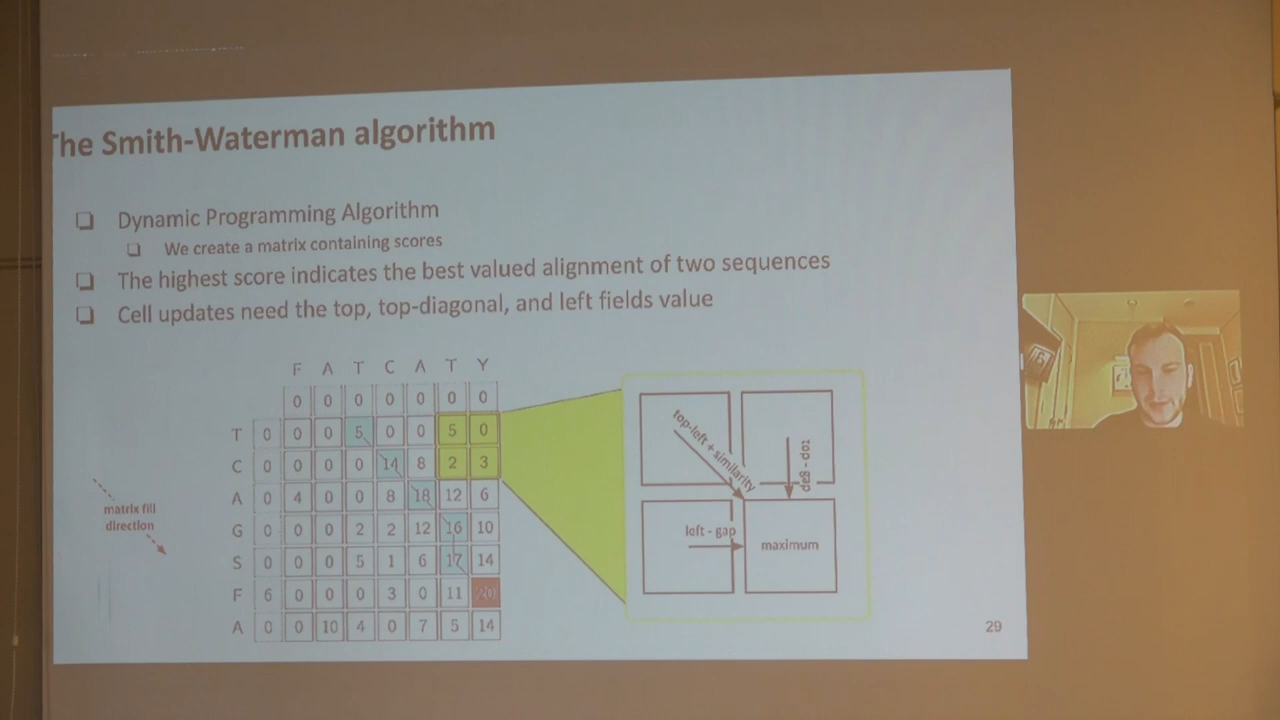 The Smith-Waterman algorithm
❑ Dynamic Programming Algorithm
❑ We create a matrix containing scores
❑ The highest score indicates the best valued alignment of two sequences
❑ Cell updates need the top, top-diagonal, and left fields value
F A T C A T Y
0 0 0 0 0 0 0
T 0 0 0 5 0 0 5 0
C 0 0 0 0 14 8 2 3
A 0 4 0 0 8 18 12 6
G 0 0 0 2 2 12 16 10
S 0 0 0 5 1 6 17 14
F 6 0 0 0 3 0 11 20
A 0 0 10 4 0 7 5 14
matrix fill
direction
top-left + similarity
top - gap
left - gap
maximum
29